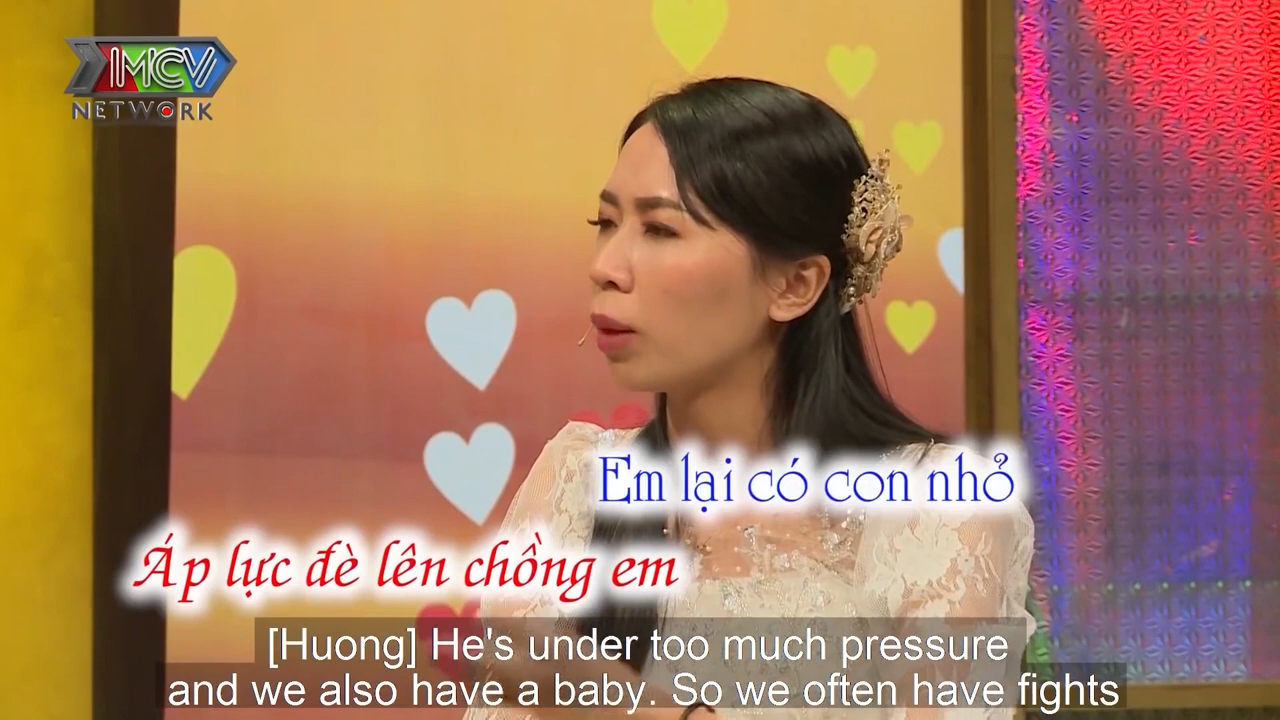 MCV
NETWORK
Em lại có con nhỏ
Áp lực đè lên chồng em
[Huong] He's under too much pressure
and we also have a baby. So we often have fights